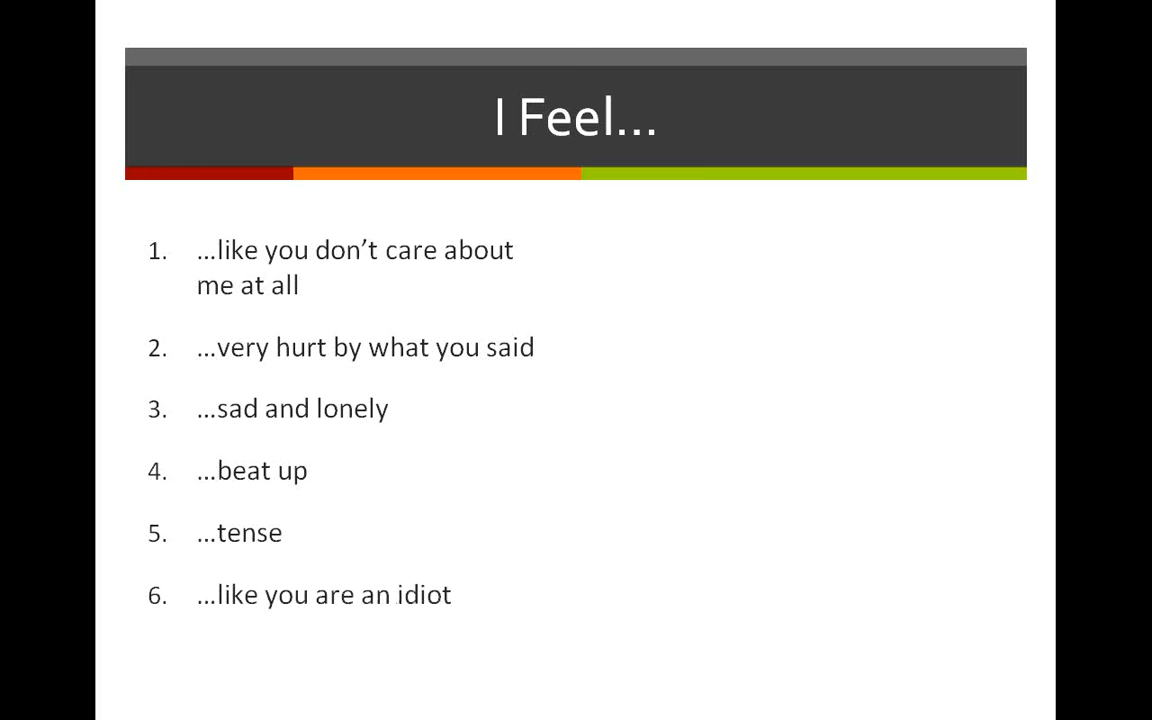 I Feel...
1. ...like you don’t care about
me at all
2. ...very hurt by what you said
3. ...sad and lonely
4. ...beat up
5. ...tense
6. ...like you are an idiot